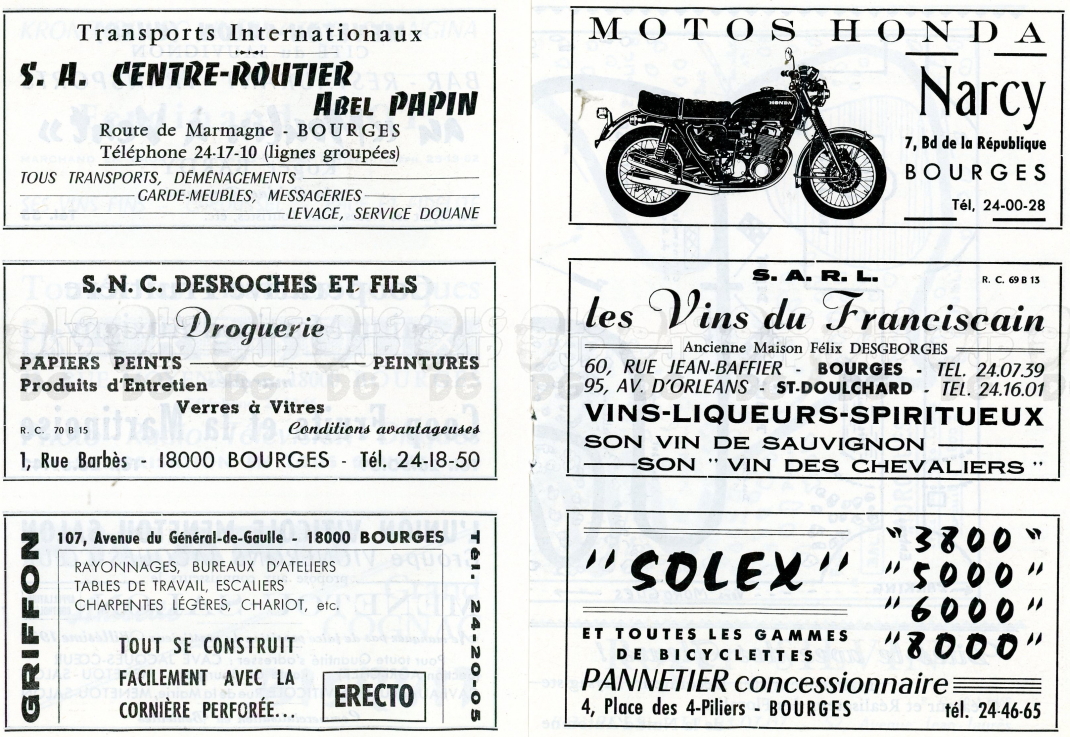 Transports Internationaux
S. A. CENTRE-ROUTIER
ABEL PAPIN
Route de Marmagne - BOURGES
Téléphone 24-17-10 (lignes groupées)
TOUS TRANSPORTS, DÉMÉNAGEMENTS
GARDE-MEUBLES, MESSAGERIES
LEVAGE, SERVICE DOUANE
S.N.C. DESROCHES ET FILS
Droguerie
PAPIERS PEINTS PEINTURES
Produits d'Entretien
Verres à Vitres
R. C. 70 B 15 Conditions avantageuses
1, Rue Barbès - 18000 BOURGES - Tél. 24-18-50
GRIFFON
107, Avenue du Général-de-Gaulle - 18000 BOURGES
RAYONNAGES, BUREAUX D'ATELIERS
TABLES DE TRAVAIL, ESCALIERS
CHARPENTES LÉGÈRES, CHARIOT, etc.
TOUT SE CONSTRUIT
FACILEMENT AVEC LA
CORNIÈRE PERFORÉE...
ERECTO
Tél. 24-20-05
MOTOS HONDA
HONDA
Narcy
7, Bd de la République
BOURGES
Tél, 24-00-28
S.A.R.L.
R. C. 69 B 13
les Vins du Franciscain
Ancienne Maison Félix DESGEORGES
60, RUE JEAN-BAFFIER - BOURGES - TEL. 24.07.39
95, AV. D'ORLEANS - ST-DOULCHARD - TEL. 24.16.01
VINS-LIQUEURS-SPIRITUEUX
SON VIN DE SAUVIGNON
SON " VIN DES CHEVALIERS "
"SOLEX"
"3800"
"5000"
"6000"
"8000"
ET TOUTES LES GAMMES
DE BICYCLETTES
PANNETIER concessionnaire
4, Place des 4-Piliers - BOURGES tél. 24-46-65